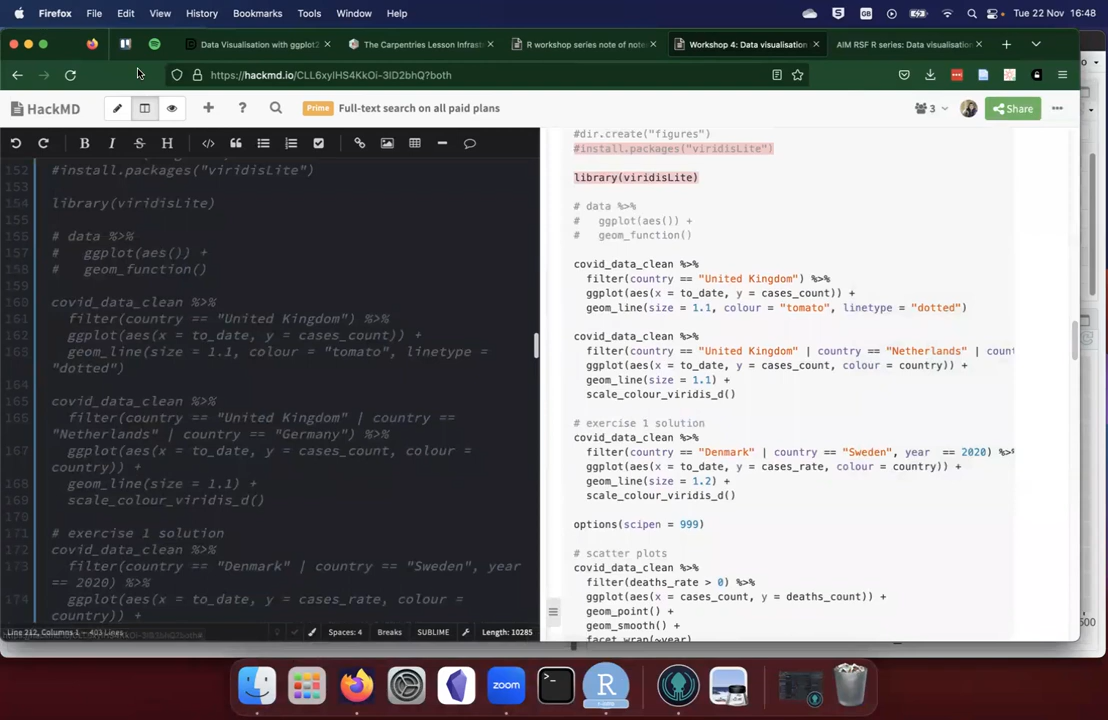 Firefox File Edit View History Bookmarks Tools Window Help Tue 22 Nov 16:48
Data Visualisation with ggplot2 The Carpentries Lesson Infrast R workshop series note of note Workshop 4: Data visualisation AIM RSF R series: Data visualisation
https://hackmd.io/CLL6xyIHS4KkOi-3ID2bhQ?both
HackMD Prime Full-text search on all paid plans 3 Share
152 #install.packages("viridisLite")
153
154 library(viridisLite)
155
156 # data %>%
157 # ggplot(aes()) +
158 # geom_function()
159
160 covid_data_clean %>%
161 filter(country == "United Kingdom") %>%
162 ggplot(aes(x = to_date, y = cases_count)) +
163 geom_line(size = 1.1, colour = "tomato", linetype =
"dotted")
164
165 covid_data_clean %>%
166 filter(country == "United Kingdom" | country ==
"Netherlands" | country == "Germany") %>%
167 ggplot(aes(x = to_date, y = cases_count, colour =
country)) +
168 geom_line(size = 1.1) +
169 scale_colour_viridis_d()
170
171 # exercise 1 solution
172 covid_data_clean %>%
173 filter(country == "Denmark" | country == "Sweden", year
== 2020) %>%
174 ggplot(aes(x = to_date, y = cases_rate, colour =
country)) +
Line 212, Columns 1 — 403 Lines
Spaces: 4 Breaks SUBLIME Length: 10285
#dir.create("figures")
#install.packages("viridisLite")
library(viridisLite)
# data %>%
# ggplot(aes()) +
# geom_function()
covid_data_clean %>%
filter(country == "United Kingdom") %>%
ggplot(aes(x = to_date, y = cases_count)) +
geom_line(size = 1.1, colour = "tomato", linetype = "dotted")
covid_data_clean %>%
filter(country == "United Kingdom" | country == "Netherlands" | count
ggplot(aes(x = to_date, y = cases_count, colour = country)) +
geom_line(size = 1.1) +
scale_colour_viridis_d()
# exercise 1 solution
covid_data_clean %>%
filter(country == "Denmark" | country == "Sweden", year == 2020) %>%
ggplot(aes(x = to_date, y = cases_rate, colour = country)) +
geom_line(size = 1.2) +
scale_colour_viridis_d()
options(scipen = 999)
# scatter plots
covid_data_clean %>%
filter(deaths_rate > 0) %>%
ggplot(aes(x = cases_count, y = deaths_count)) +
geom_point() +
geom_smooth() +
facet_wrap(~year)
zoom
R